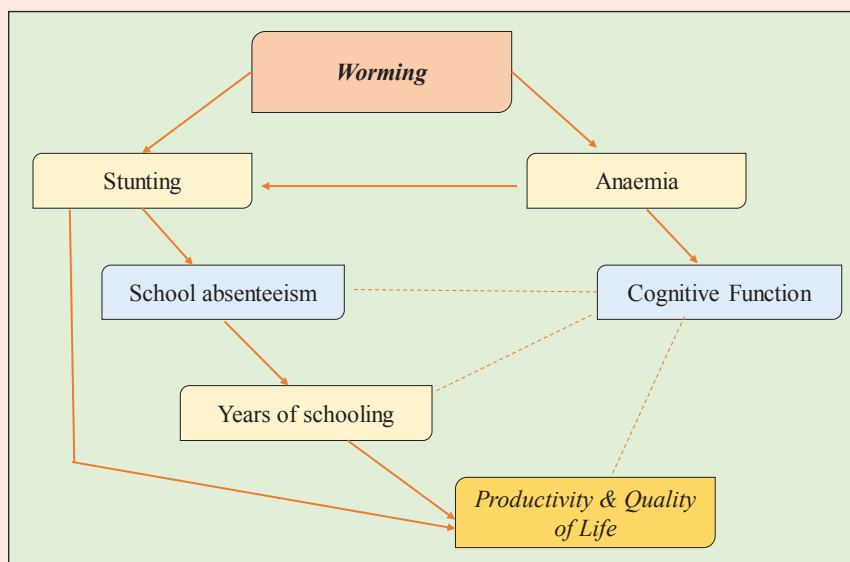 Worming
Stunting
Anaemia
School absenteeism
Cognitive Function
Years of schooling
Productivity & Quality
of Life